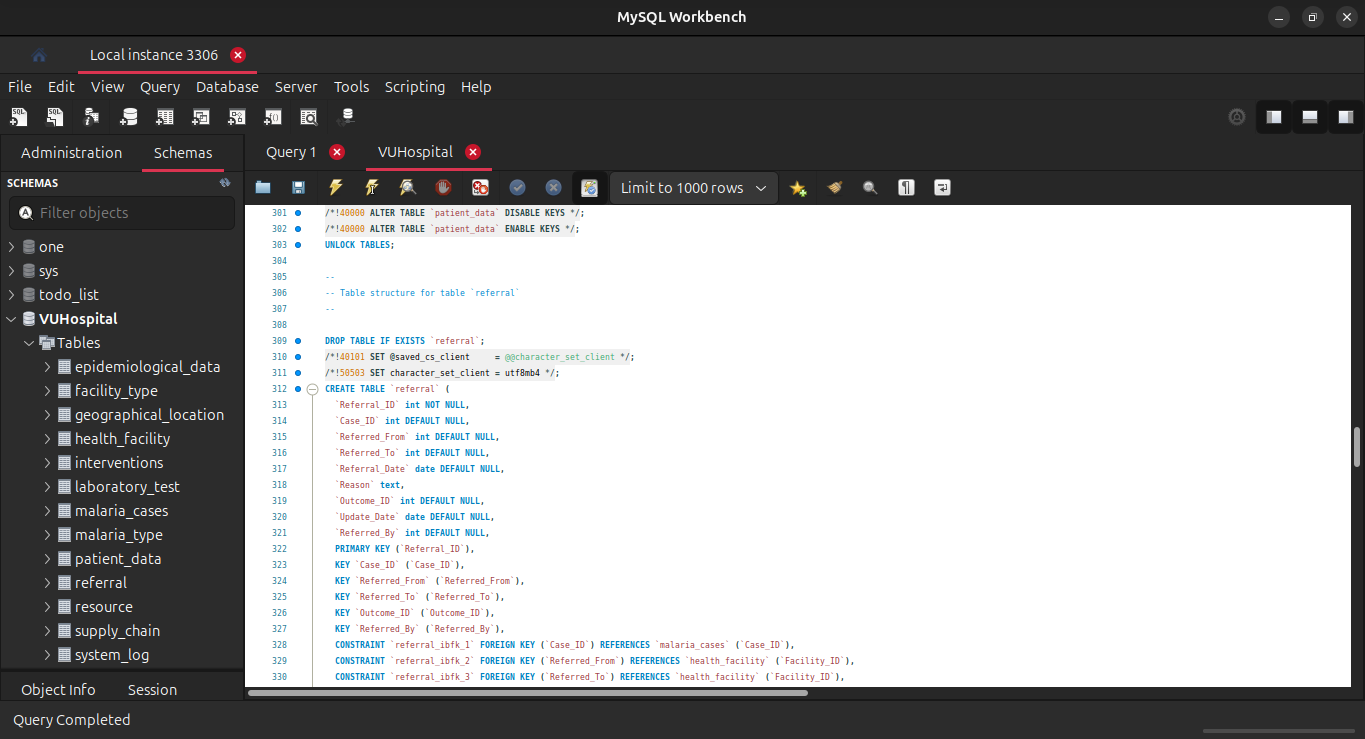 MySQL Workbench
Local instance 3306
File Edit View Query Database Server Tools Scripting Help
Administration Schemas
Query 1 VUHospital
SCHEMAS
Limit to 1000 rows
Filter objects
one
sys
todo_list
VUHospital
Tables
epidemiological_data
facility_type
geographical_location
health_facility
interventions
laboratory_test
malaria_cases
malaria_type
patient_data
referral
resource
supply_chain
system_log
Object Info Session
301 /*!40000 ALTER TABLE `patient_data` DISABLE KEYS */;
302 /*!40000 ALTER TABLE `patient_data` ENABLE KEYS */;
303 UNLOCK TABLES;
304
305 --
306 -- Table structure for table `referral`
307 --
308
309 DROP TABLE IF EXISTS `referral`;
310 /*!40101 SET @saved_cs_client     = @@character_set_client */;
311 /*!50503 SET character_set_client = utf8mb4 */;
312 CREATE TABLE `referral` (
313 `Referral_ID` int NOT NULL,
314 `Case_ID` int DEFAULT NULL,
315 `Referred_From` int DEFAULT NULL,
316 `Referred_To` int DEFAULT NULL,
317 `Referral_Date` date DEFAULT NULL,
318 `Reason` text,
319 `Outcome_ID` int DEFAULT NULL,
320 `Update_Date` date DEFAULT NULL,
321 `Referred_By` int DEFAULT NULL,
322 PRIMARY KEY (`Referral_ID`),
323 KEY `Case_ID` (`Case_ID`),
324 KEY `Referred_From` (`Referred_From`),
325 KEY `Referred_To` (`Referred_To`),
326 KEY `Outcome_ID` (`Outcome_ID`),
327 KEY `Referred_By` (`Referred_By`),
328 CONSTRAINT `referral_ibfk_1` FOREIGN KEY (`Case_ID`) REFERENCES `malaria_cases` (`Case_ID`),
329 CONSTRAINT `referral_ibfk_2` FOREIGN KEY (`Referred_From`) REFERENCES `health_facility` (`Facility_ID`),
330 CONSTRAINT `referral_ibfk_3` FOREIGN KEY (`Referred_To`) REFERENCES `health_facility` (`Facility_ID`),
Query Completed